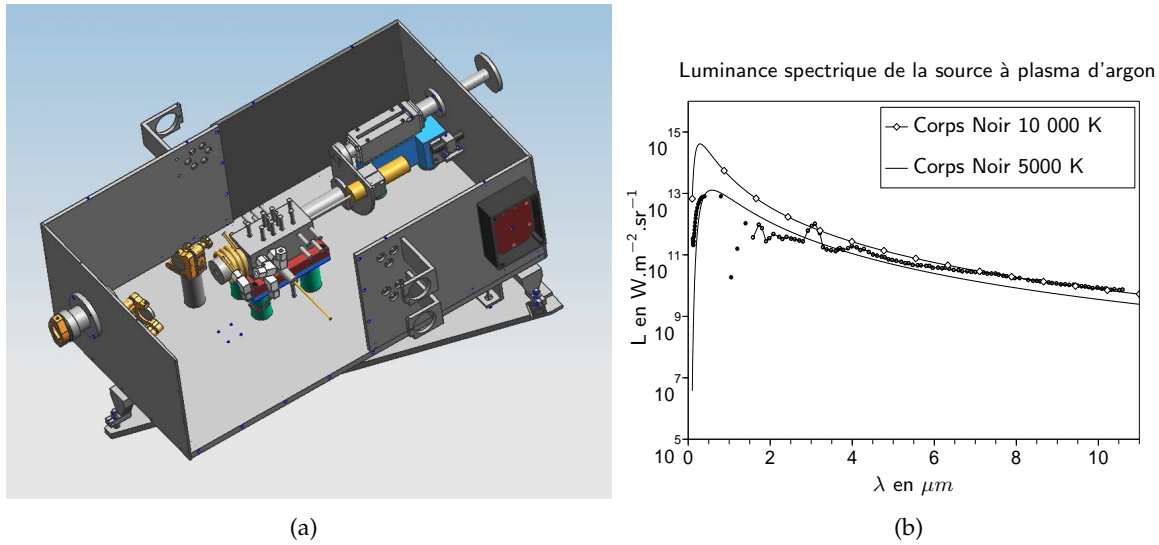 Luminance spectrique de la source à plasma d'argon
Corps Noir 10 000 K
Corps Noir 5000 K
L en W.m⁻².sr⁻¹
10¹⁵
10¹³
10¹¹
10⁹
10⁷
10⁵
0 2 4 6 8 10
λ en μm
(a) (b)